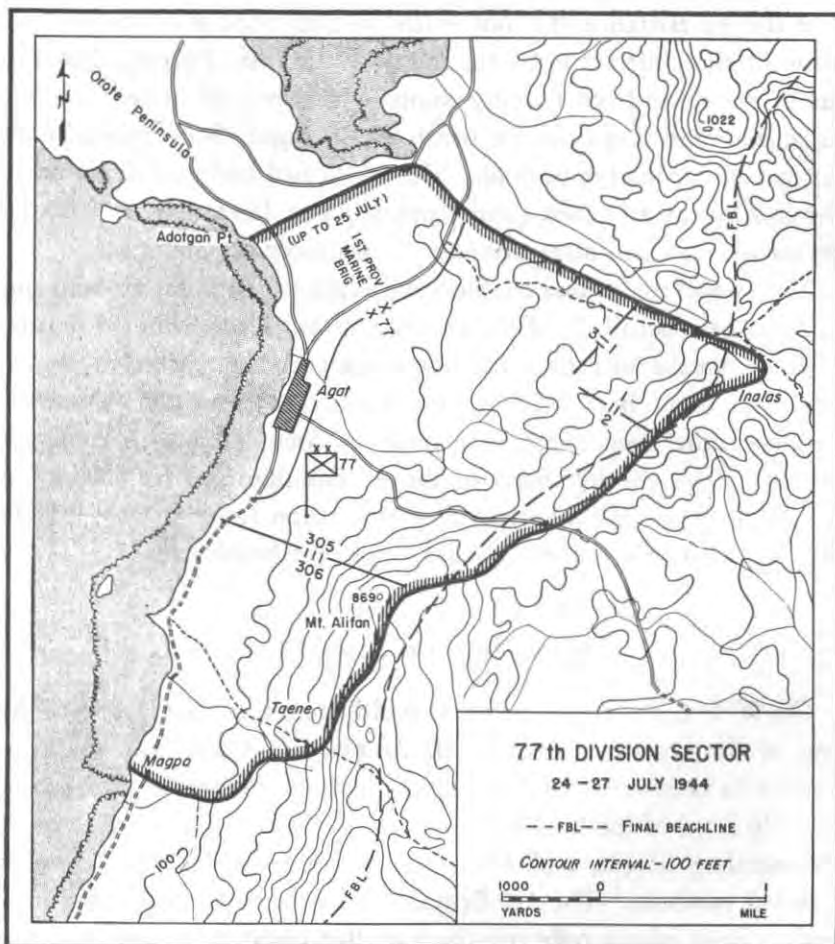 N
Orote
Peninsula
1022
FBL
Adotgan Pt.
(UP TO 25 JULY)
1ST PROV
MARINE
BRIG
X X 77
3
Agat
2
Inalas
X X
77
305
306
869
Mt. Alifan
Taene
Magpo
100
FBL
77th DIVISION SECTOR
24-27 JULY 1944
FBL FINAL BEACHLINE
CONTOUR INTERVAL-100 FEET
1000 0 1
YARDS MILE